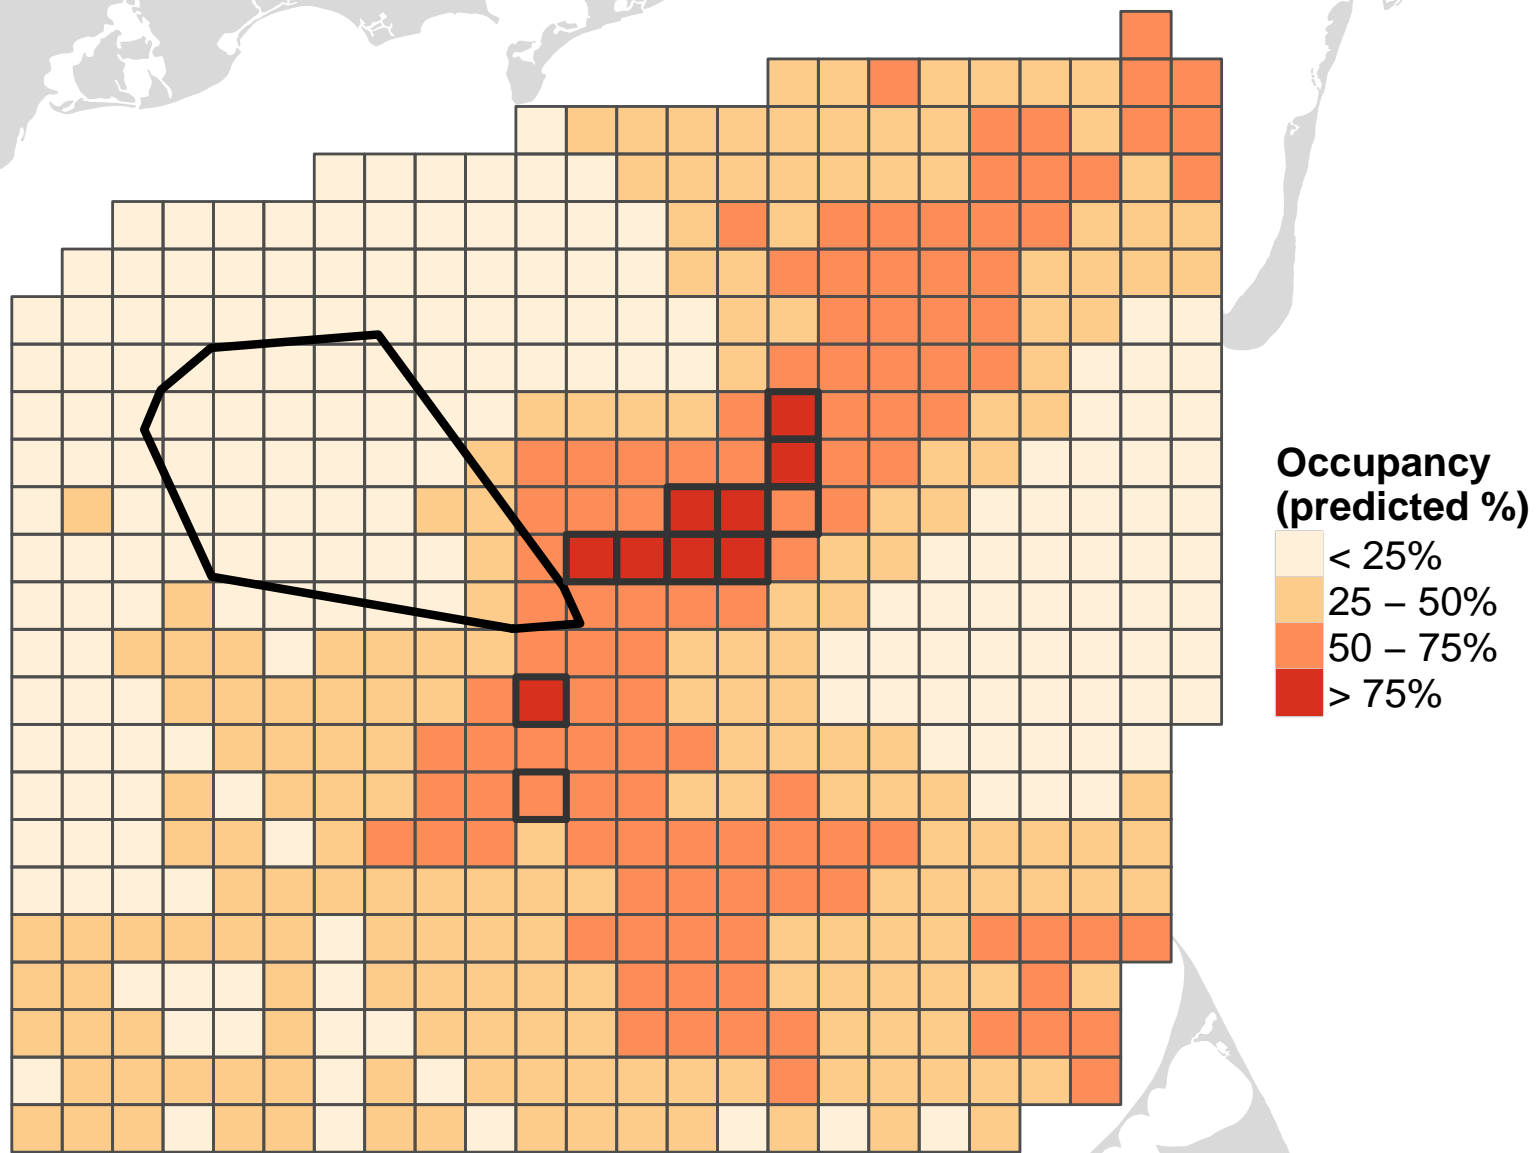 Occupancy
(predicted %)
< 25%
25 – 50%
50 – 75%
> 75%